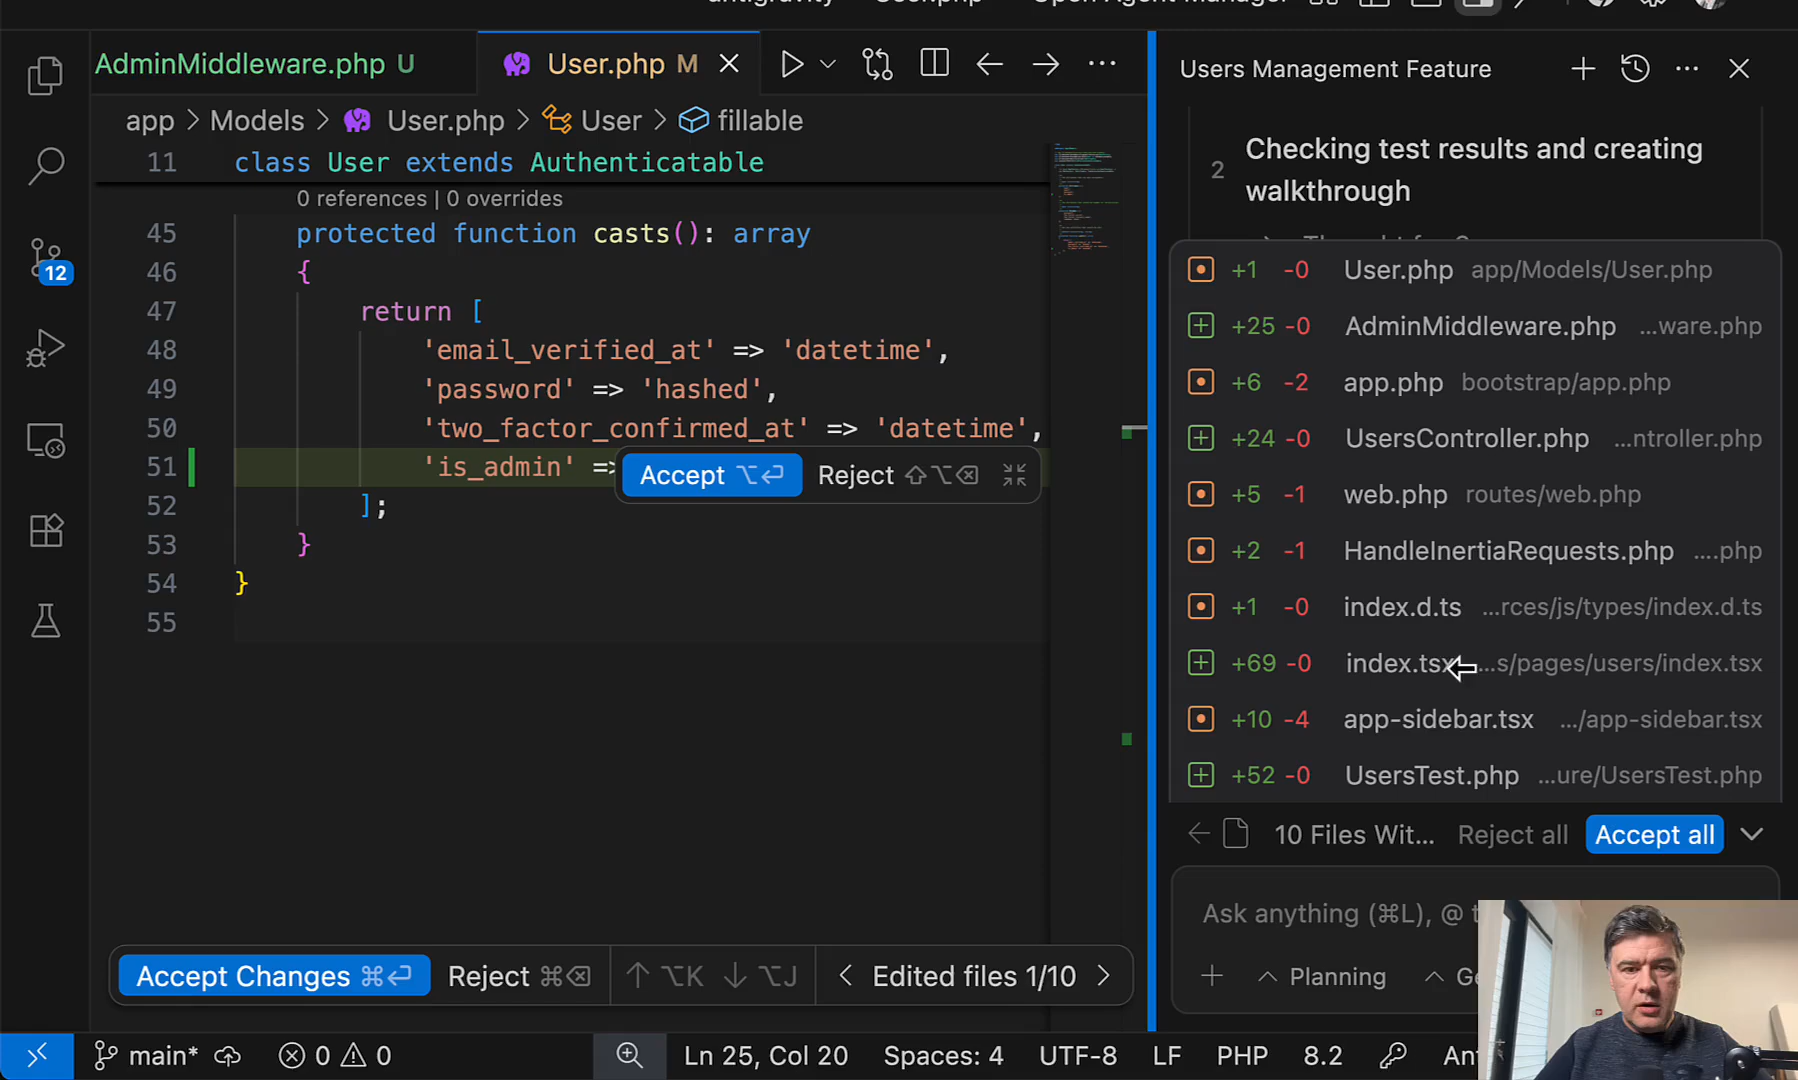 AdminMiddleware.php U
User.php M
Users Management Feature
app > Models > User.php > User > fillable
11 class User extends Authenticatable
0 references | 0 overrides
45 protected function casts(): array
46 {
47 return [
48 'email_verified_at' => 'datetime',
49 'password' => 'hashed',
50 'two_factor_confirmed_at' => 'datetime',
51 'is_admin' =>
Accept ⌥⏎ Reject ⇧⌥⌫
52 ];
53 }
54 }
55
12
2 Checking test results and creating
walkthrough
+1 -0 User.php app/Models/User.php
+25 -0 AdminMiddleware.php ...ware.php
+6 -2 app.php bootstrap/app.php
+24 -0 UsersController.php ...ntroller.php
+5 -1 web.php routes/web.php
+2 -1 HandleInertiaRequests.php ....php
+1 -0 index.d.ts ...rces/js/types/index.d.ts
+69 -0 index.tsx ...s/pages/users/index.tsx
+10 -4 app-sidebar.tsx .../app-sidebar.tsx
+52 -0 UsersTest.php ...ure/UsersTest.php
10 Files Wit... Reject all Accept all
Ask anything (⌘L), @ t
Planning
Accept Changes ⌘⏎ Reject ⌘⌫ ↑ ⌥K ↓ ⌥J < Edited files 1/10 >
main* 0 0 Ln 25, Col 20 Spaces: 4 UTF-8 LF PHP 8.2